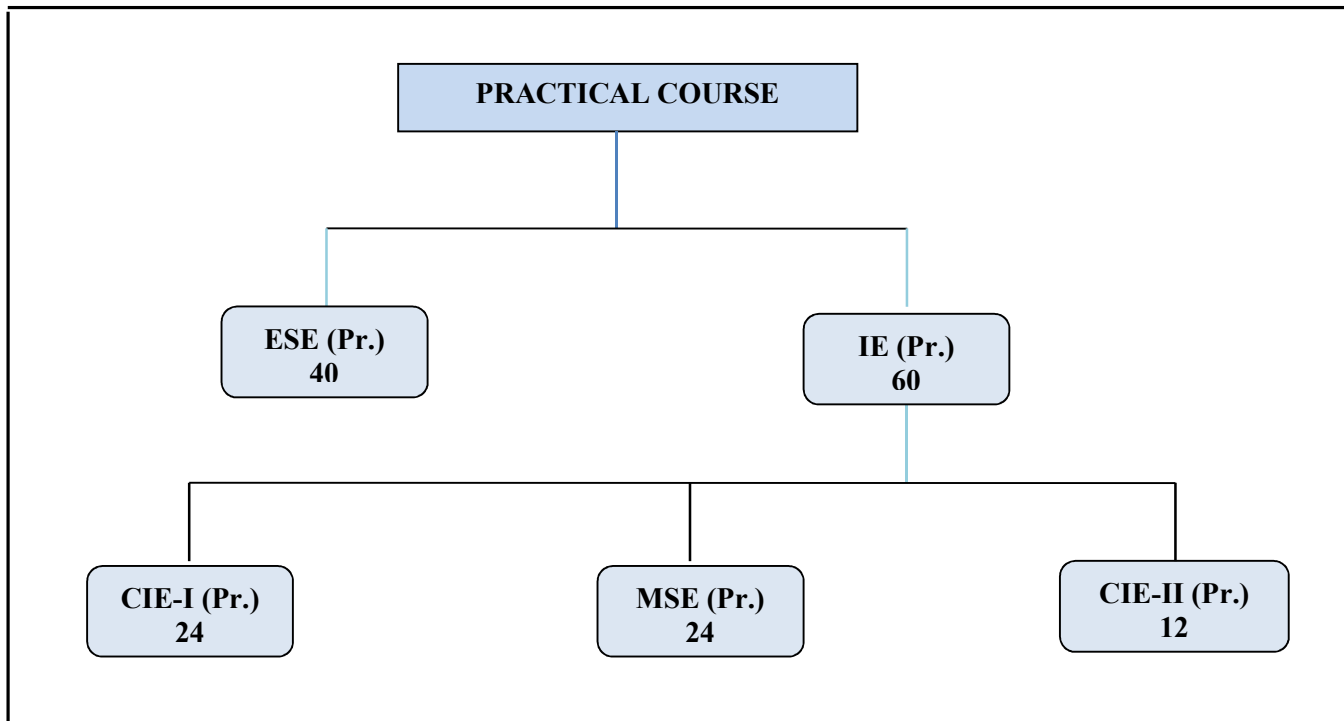 PRACTICAL COURSE
ESE (Pr.)
40
IE (Pr.)
60
CIE-I (Pr.)
24
MSE (Pr.)
24
CIE-II (Pr.)
12